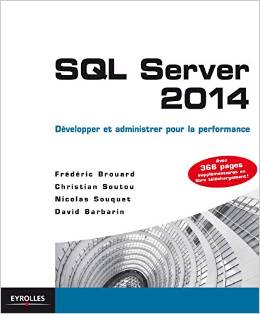 SQL Server
2014
Développer et administrer pour la performance
Frédéric Brouard
Christian Soutou
Nicolas Souquet
David Barbarin
Avec
366 pages
supplémentaires en
libre téléchargement !
EYROLLES